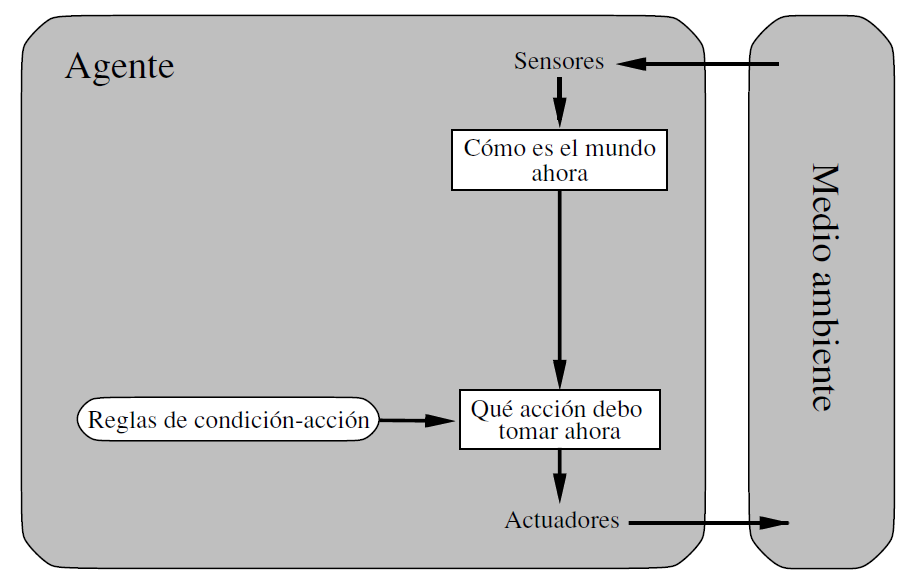 Agente
Sensores
Cómo es el mundo
ahora
Medio ambiente
Reglas de condición-acción
Qué acción debo
tomar ahora
Actuadores